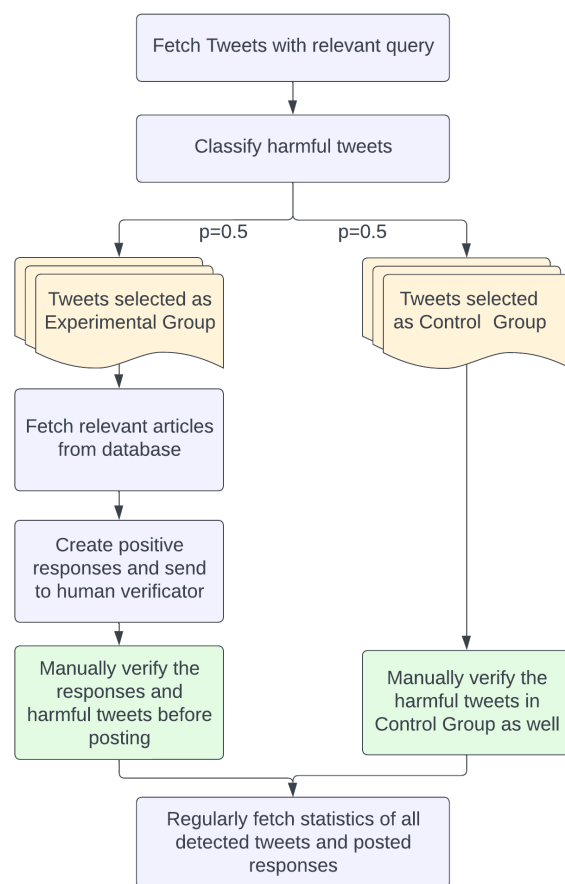 Fetch Tweets with relevant query
Classify harmful tweets
p=0.5
p=0.5
Tweets selected as
Experimental Group
Tweets selected
as Control Group
Fetch relevant articles
from database
Create positive
responses and send
to human verificator
Manually verify the
responses and
harmful tweets before
posting
Manually verify the
harmful tweets in
Control Group as well
Regularly fetch statistics of all
detected tweets and posted
responses